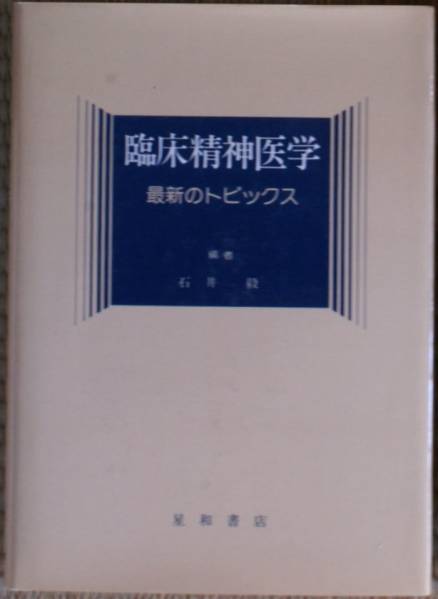 臨床精神医学
最新のトピックス
編者
石井 毅
星和書店